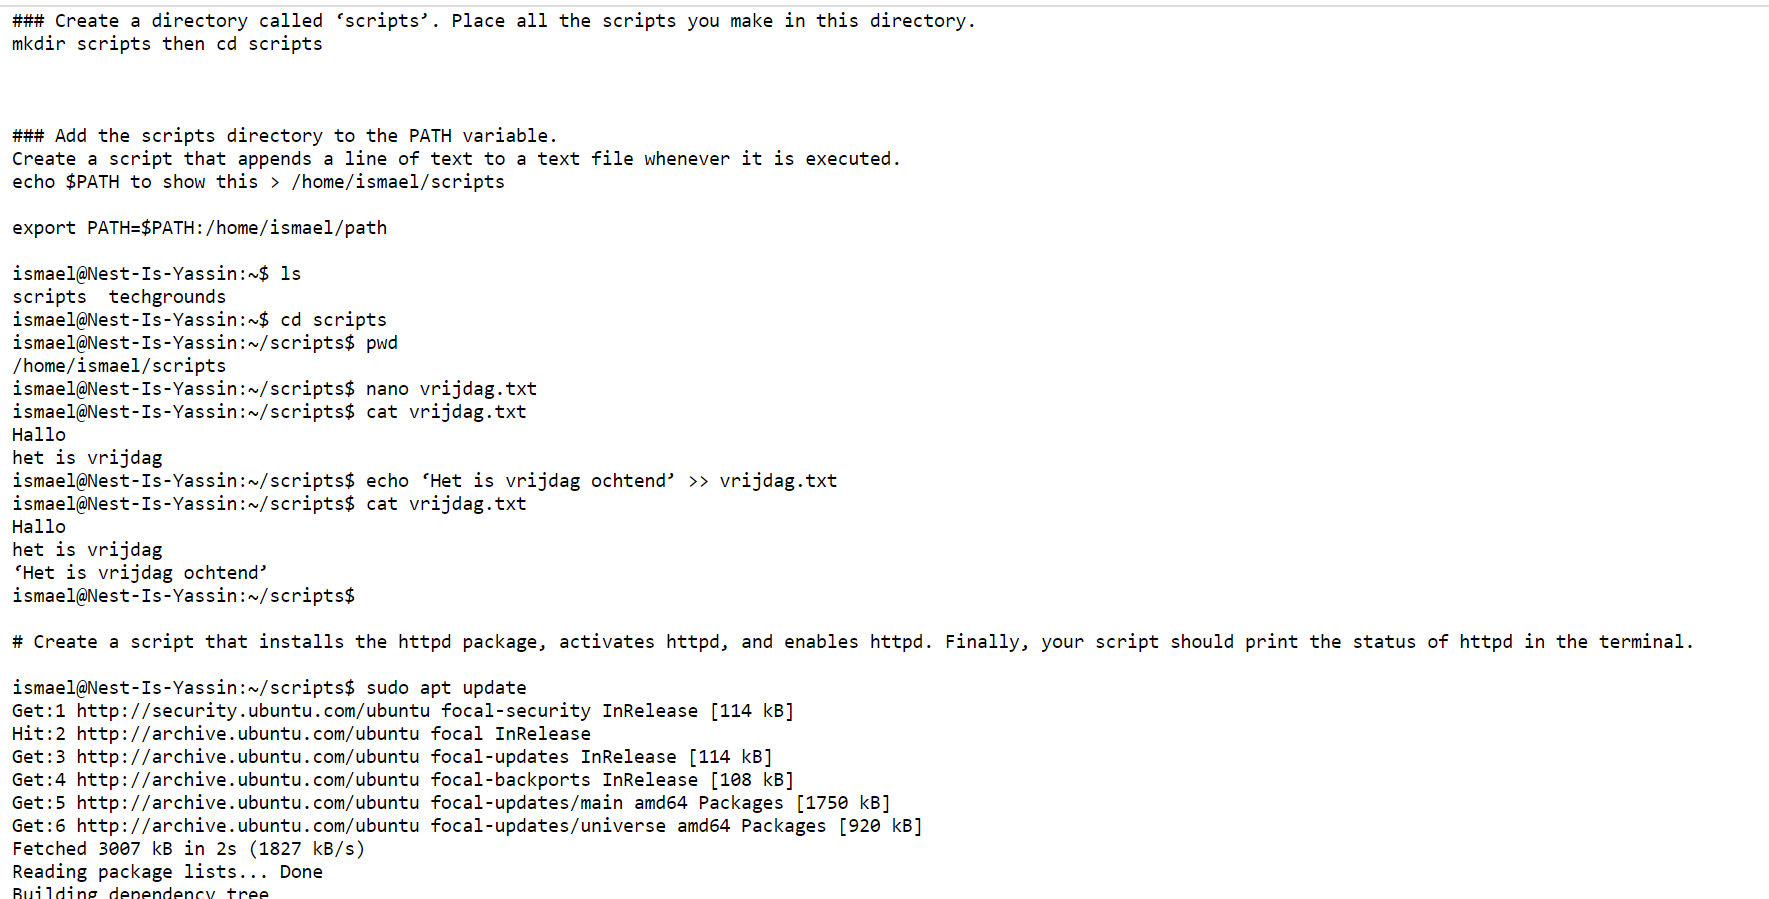 ### Create a directory called ‘scripts’. Place all the scripts you make in this directory.
mkdir scripts then cd scripts
### Add the scripts directory to the PATH variable.
Create a script that appends a line of text to a text file whenever it is executed.
echo $PATH to show this > /home/ismael/scripts
export PATH=$PATH:/home/ismael/path
ismael@Nest-Is-Yassin:~$ ls
scripts  techgrounds
ismael@Nest-Is-Yassin:~$ cd scripts
ismael@Nest-Is-Yassin:~/scripts$ pwd
/home/ismael/scripts
ismael@Nest-Is-Yassin:~/scripts$ nano vrijdag.txt
ismael@Nest-Is-Yassin:~/scripts$ cat vrijdag.txt
Hallo
het is vrijdag
ismael@Nest-Is-Yassin:~/scripts$ echo ‘Het is vrijdag ochtend’ >> vrijdag.txt
ismael@Nest-Is-Yassin:~/scripts$ cat vrijdag.txt
Hallo
het is vrijdag
‘Het is vrijdag ochtend’
ismael@Nest-Is-Yassin:~/scripts$
# Create a script that installs the httpd package, activates httpd, and enables httpd. Finally, your script should print the status of httpd in the terminal.
ismael@Nest-Is-Yassin:~/scripts$ sudo apt update
Get:1 http://security.ubuntu.com/ubuntu focal-security InRelease [114 kB]
Hit:2 http://archive.ubuntu.com/ubuntu focal InRelease
Get:3 http://archive.ubuntu.com/ubuntu focal-updates InRelease [114 kB]
Get:4 http://archive.ubuntu.com/ubuntu focal-backports InRelease [108 kB]
Get:5 http://archive.ubuntu.com/ubuntu focal-updates/main amd64 Packages [1750 kB]
Get:6 http://archive.ubuntu.com/ubuntu focal-updates/universe amd64 Packages [920 kB]
Fetched 3007 kB in 2s (1827 kB/s)
Reading package lists... Done
Building dependency tree